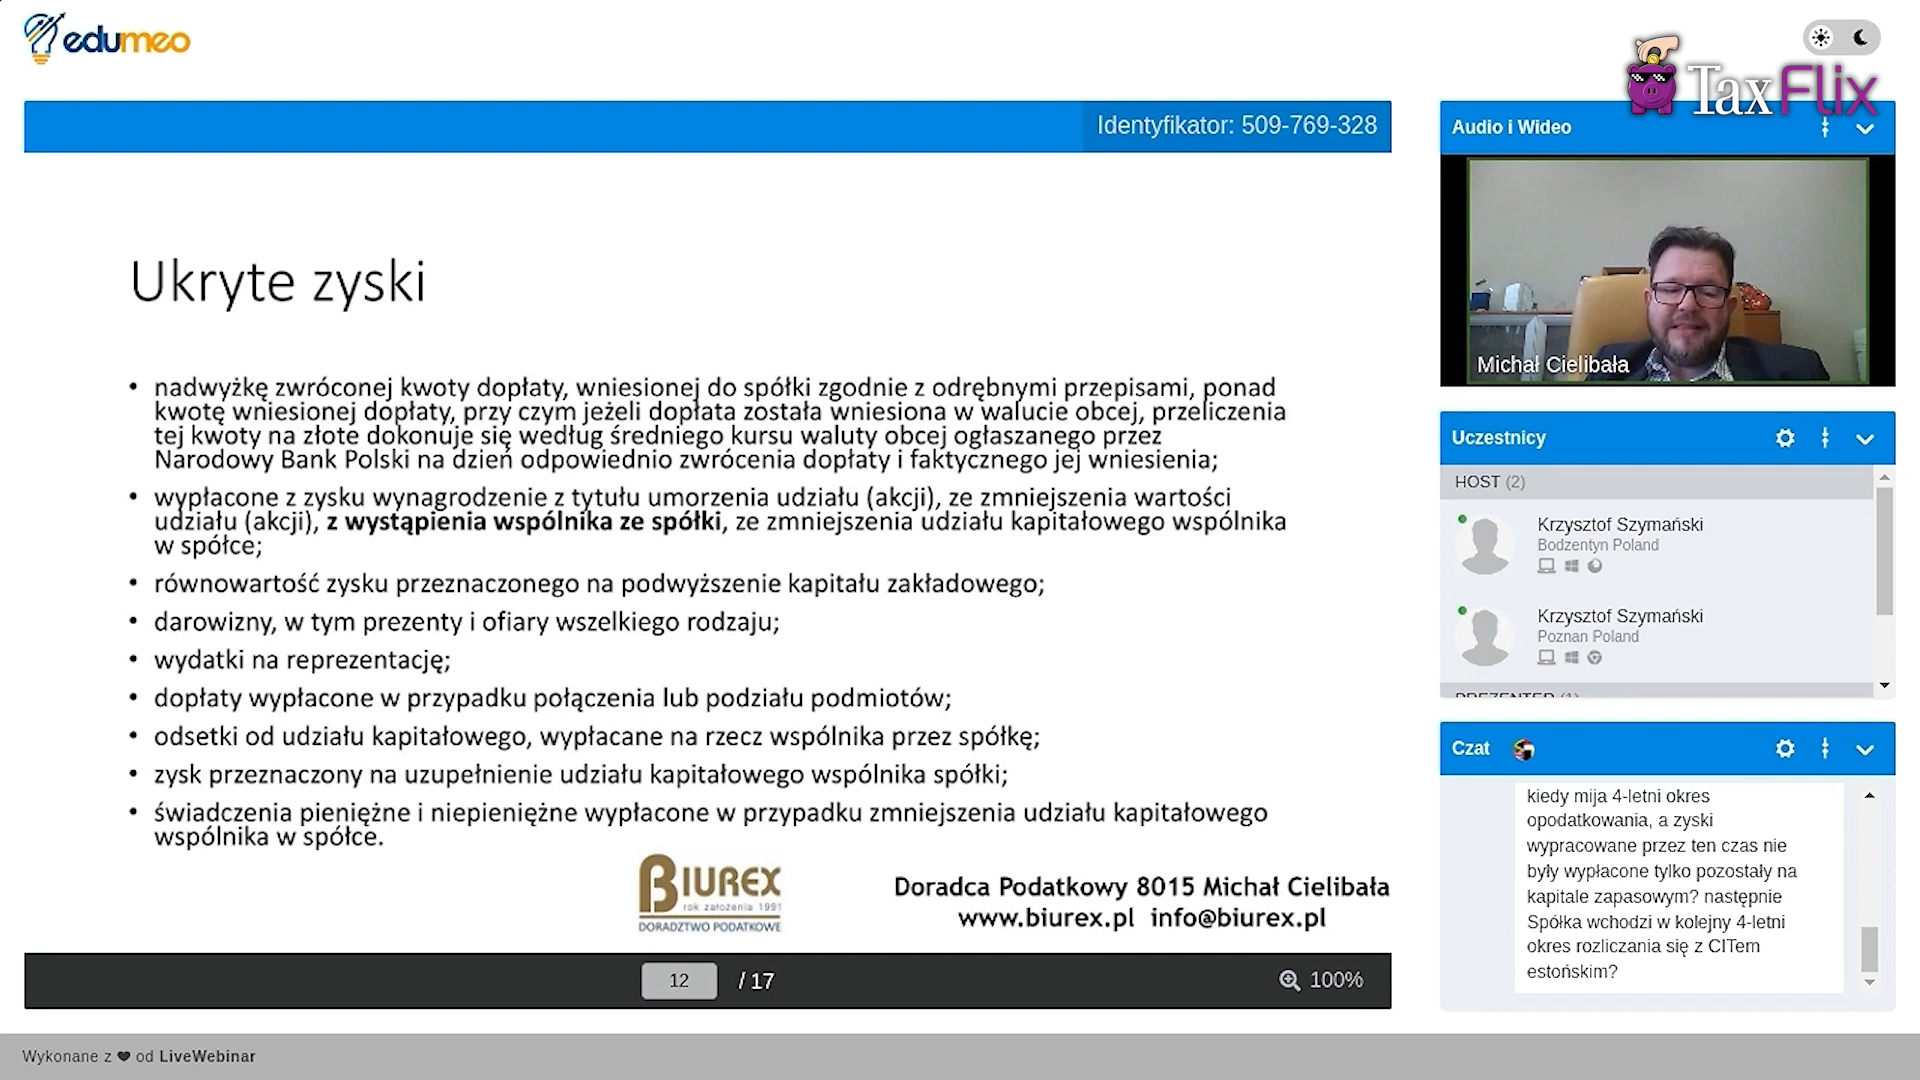 edumeo
TaxFlix
Identyfikator: 509-769-328
Ukryte zyski
• nadwyżkę zwróconej kwoty dopłaty, wniesionej do spółki zgodnie z odrębnymi przepisami, ponad
kwotę wniesionej dopłaty, przy czym jeżeli dopłata została wniesiona w walucie obcej, przeliczenia
tej kwoty na złote dokonuje się według średniego kursu waluty obcej ogłaszanego przez
Narodowy Bank Polski na dzień odpowiednio zwrócenia dopłaty i faktycznego jej wniesienia;
• wypłacone z zysku wynagrodzenie z tytułu umorzenia udziału (akcji), ze zmniejszenia wartości
udziału (akcji), z wystąpienia wspólnika ze spółki, ze zmniejszenia udziału kapitałowego wspólnika
w spółce;
• równowartość zysku przeznaczonego na podwyższenie kapitału zakładowego;
• darowizny, w tym prezenty i ofiary wszelkiego rodzaju;
• wydatki na reprezentację;
• dopłaty wypłacone w przypadku połączenia lub podziału podmiotów;
• odsetki od udziału kapitałowego, wypłacane na rzecz wspólnika przez spółkę;
• zysk przeznaczony na uzupełnienie udziału kapitałowego wspólnika spółki;
• świadczenia pieniężne i niepieniężne wypłacone w przypadku zmniejszenia udziału kapitałowego
wspólnika w spółce.
BIUREX
rok założenia 1991
DORADZTWO PODATKOWE
Doradca Podatkowy 8015 Michał Cielibała
www.biurex.pl info@biurex.pl
12 / 17
100%
Audio i Wideo
Michał Cielibała
Uczestnicy
HOST (2)
Krzysztof Szymański
Bodzentyn Poland
Krzysztof Szymański
Poznan Poland
PREZENTER (1)
Czat
kiedy mija 4-letni okres
opodatkowania, a zyski
wypracowane przez ten czas nie
były wypłacone tylko pozostały na
kapitale zapasowym? następnie
Spółka wchodzi w kolejny 4-letni
okres rozliczania się z CITem
estońskim?
Wykonane z ❤ od LiveWebinar